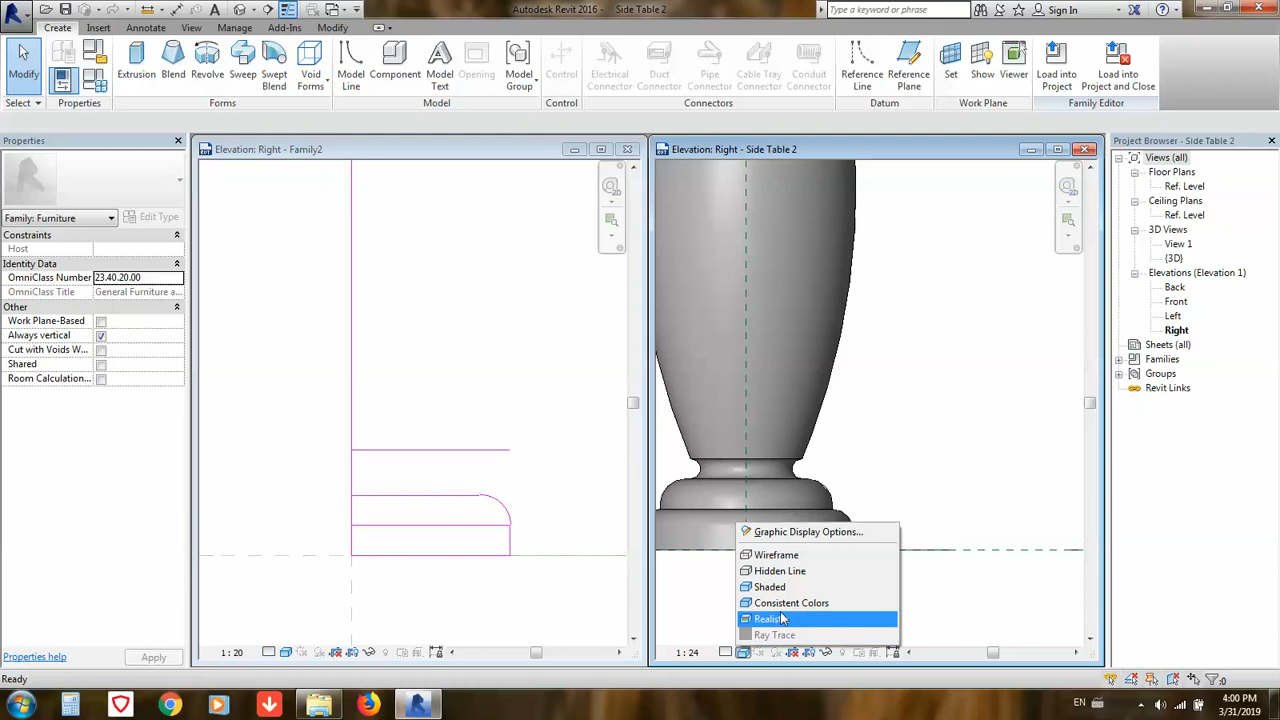 Autodesk Revit 2016 - Side Table 2
Type a keyword or phrase
Sign In
Create
Insert
Annotate
View
Manage
Add-Ins
Modify
Modify
Extrusion
Blend
Revolve
Sweep
Swept Blend
Void Forms
Model Line
Component
Model Text
Opening
Model Group
Control
Electrical Connector
Duct Connector
Pipe Connector
Cable Tray Connector
Conduit Connector
Reference Line
Reference Plane
Set
Show
Viewer
Load into Project
Load into Project and Close
Select
Properties
Forms
Model
Control
Connectors
Datum
Work Plane
Family Editor
Properties
Family: Furniture
Edit Type
Constraints
Host
Identity Data
OmniClass Number 23.40.20.00
OmniClass Title General Furniture a...
Other
Work Plane-Based
Always vertical
Cut with Voids W...
Shared
Room Calculation...
Properties help
Apply
Elevation: Right - Family2
1 : 20
Elevation: Right - Side Table 2
2D
2D
Graphic Display Options...
Wireframe
Hidden Line
Shaded
Consistent Colors
Ray Trace
1 : 24
Project Browser - Side Table 2
Views (all)
Floor Plans
Ref. Level
Ceiling Plans
Ref. Level
3D Views
View 1
{3D}
Elevations (Elevation 1)
Back
Front
Left
Right
Sheets (all)
Families
Groups
Revit Links
Ready
:0
EN
4:00 PM
3/31/2019